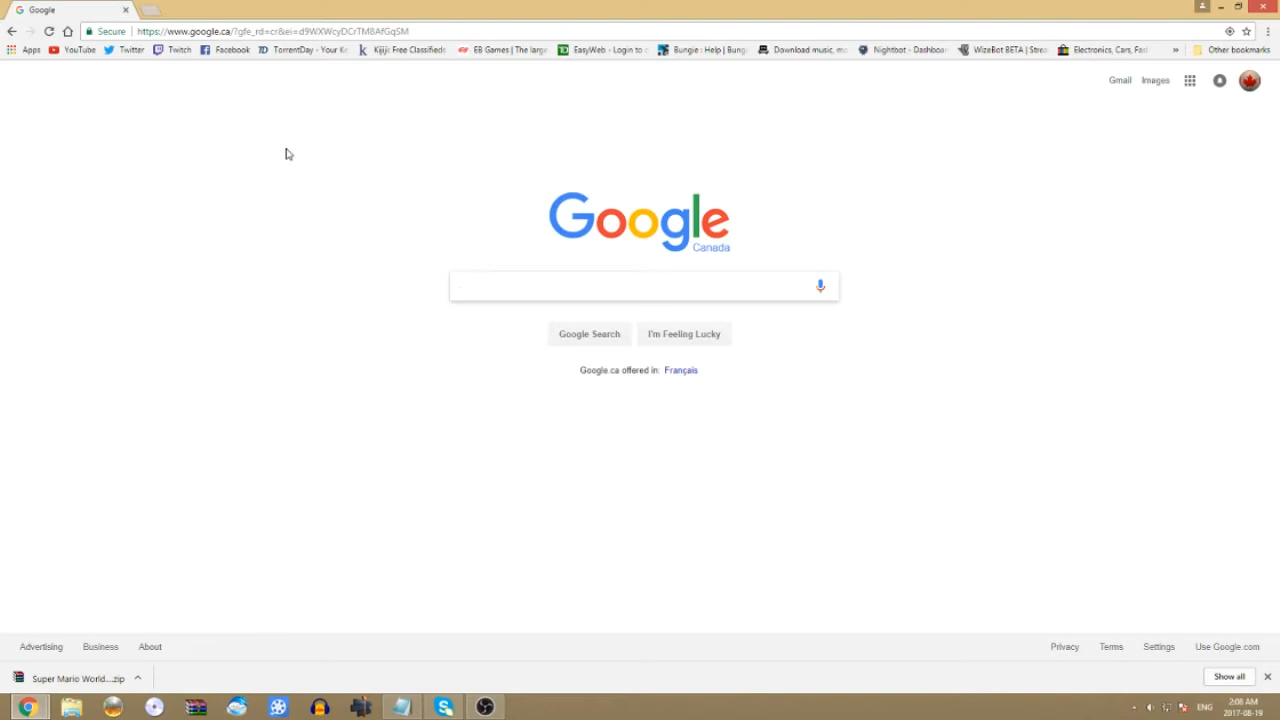 Google
Secure https://www.google.ca/?gfe_rd=cr&ei=d9WXWcyDCrTM8AfGqSM
Apps YouTube Twitter Twitch Facebook TorrentDay - Your Kijiji Free Classifieds EB Games | The large EasyWeb - Login to Bungie : Help | Bung Download music, mo Nightbot - Dashboa WizeBot BETA | Strea Electronics, Cars, Fas » Other bookmarks
Gmail Images
Google
Canada
Google Search I'm Feeling Lucky
Google.ca offered in: Français
Advertising Business About Privacy Terms Settings Use Google.com
Super Mario World....zip Show all
ENG 2:08 AM
2017-08-19